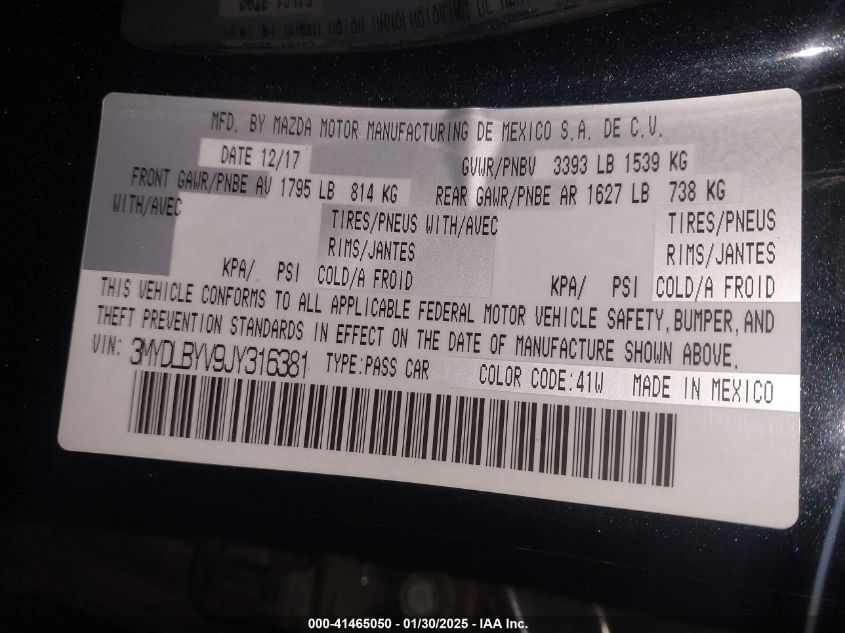 MFD. BY MAZDA MOTOR MANUFACTURING DE MEXICO S.A. DE C.V.
DATE 12/17 GVWR/PNBV 3393 LB 1539 KG
FRONT GAWR/PNBE AV 1795 LB 814 KG REAR GAWR/PNBE AR 1627 LB 738 KG
WITH/AVEC TIRES/PNEUS WITH/AVEC TIRES/PNEUS
RIMS/JANTES RIMS/JANTES
KPA/ PSI COLD/A FROID KPA/ PSI COLD/A FROID
THIS VEHICLE CONFORMS TO ALL APPLICABLE FEDERAL MOTOR VEHICLE SAFETY, BUMPER, AND
THEFT PREVENTION STANDARDS IN EFFECT ON THE DATE OF MANUFACTURE SHOWN ABOVE.
VIN: 3MYDLBYV9JY316381 TYPE:PASS CAR COLOR CODE:41W MADE IN MEXICO
000-41465050 - 01/30/2025 - IAA Inc.